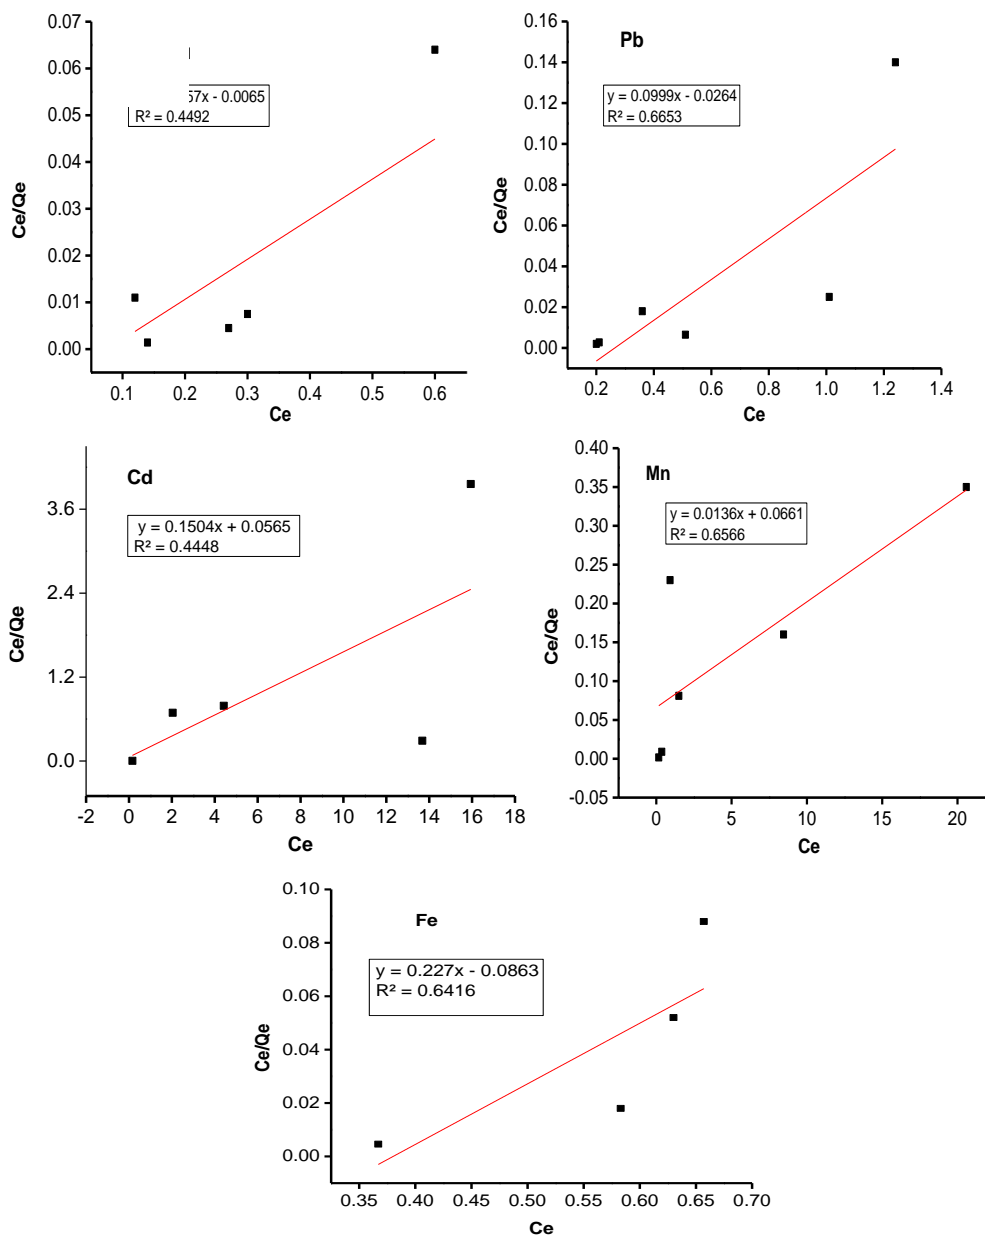 0.07
0.06
0.05
0.04
0.03
0.02
0.01
0.00
Ce/Qe
57x - 0.0065
R² = 0.4492
0.1 0.2 0.3 0.4 0.5 0.6
Ce
0.16
0.14
0.12
0.10
0.08
0.06
0.04
0.02
0.00
Ce/Qe
Pb
y = 0.0999x - 0.0264
R² = 0.6653
0.2 0.4 0.6 0.8 1.0 1.2 1.4
Ce
3.6
2.4
1.2
0.0
Ce/Qe
Cd
y = 0.1504x + 0.0565
R² = 0.4448
-2 0 2 4 6 8 10 12 14 16 18
Ce
0.40
0.35
0.30
0.25
0.20
0.15
0.10
0.05
0.00
-0.05
Ce/Qe
Mn
y = 0.0136x + 0.0661
R² = 0.6566
0 5 10 15 20
Ce
0.10
0.08
0.06
0.04
0.02
0.00
Ce/Qe
Fe
y = 0.227x - 0.0863
R² = 0.6416
0.35 0.40 0.45 0.50 0.55 0.60 0.65 0.70
Ce